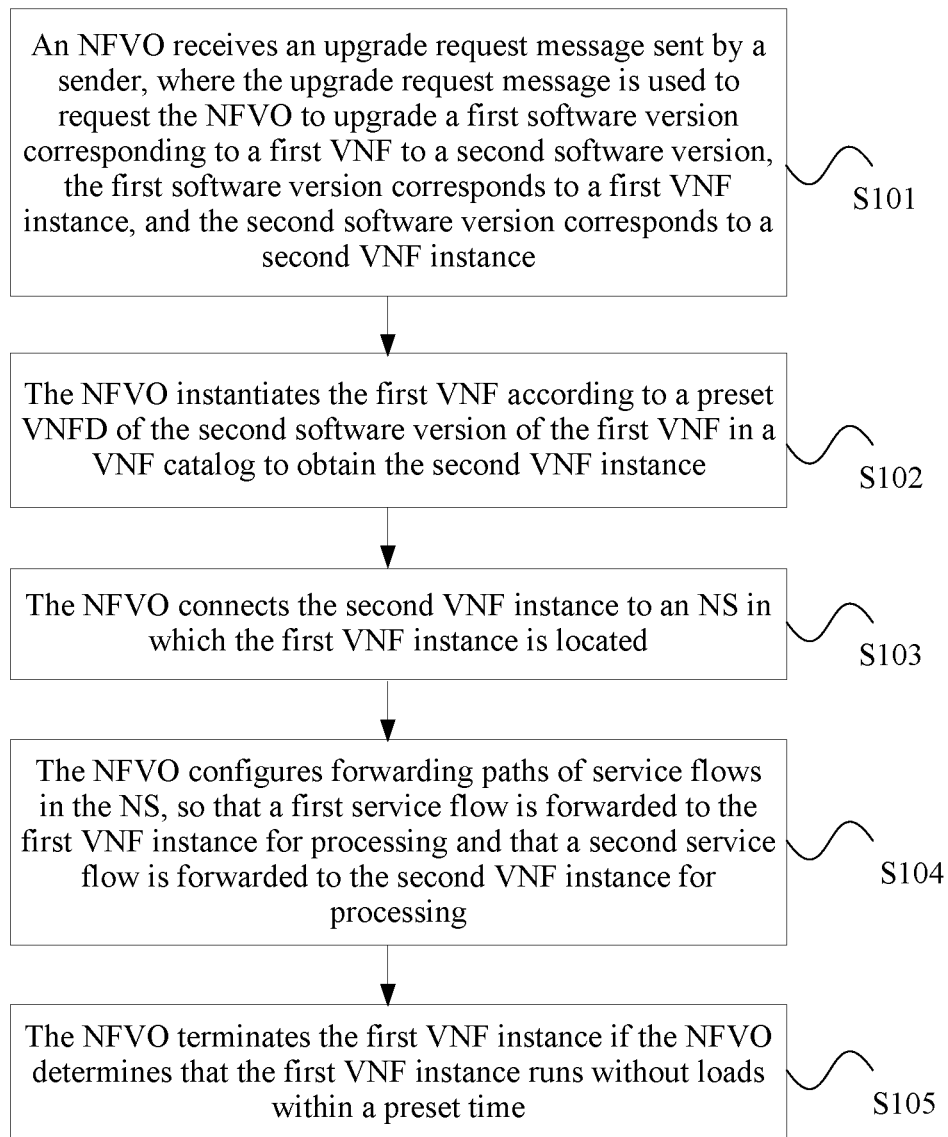 An NFVO receives an upgrade request message sent by a
sender, where the upgrade request message is used to
request the NFVO to upgrade a first software version
corresponding to a first VNF to a second software version,
the first software version corresponds to a first VNF
instance, and the second software version corresponds to a
second VNF instance
S101
The NFVO instantiates the first VNF according to a preset
VNFD of the second software version of the first VNF in a
VNF catalog to obtain the second VNF instance
S102
The NFVO connects the second VNF instance to an NS in
which the first VNF instance is located
S103
The NFVO configures forwarding paths of service flows
in the NS, so that a first service flow is forwarded to the
first VNF instance for processing and that a second service
flow is forwarded to the second VNF instance for
processing
S104
The NFVO terminates the first VNF instance if the NFVO
determines that the first VNF instance runs without loads
within a preset time
S105